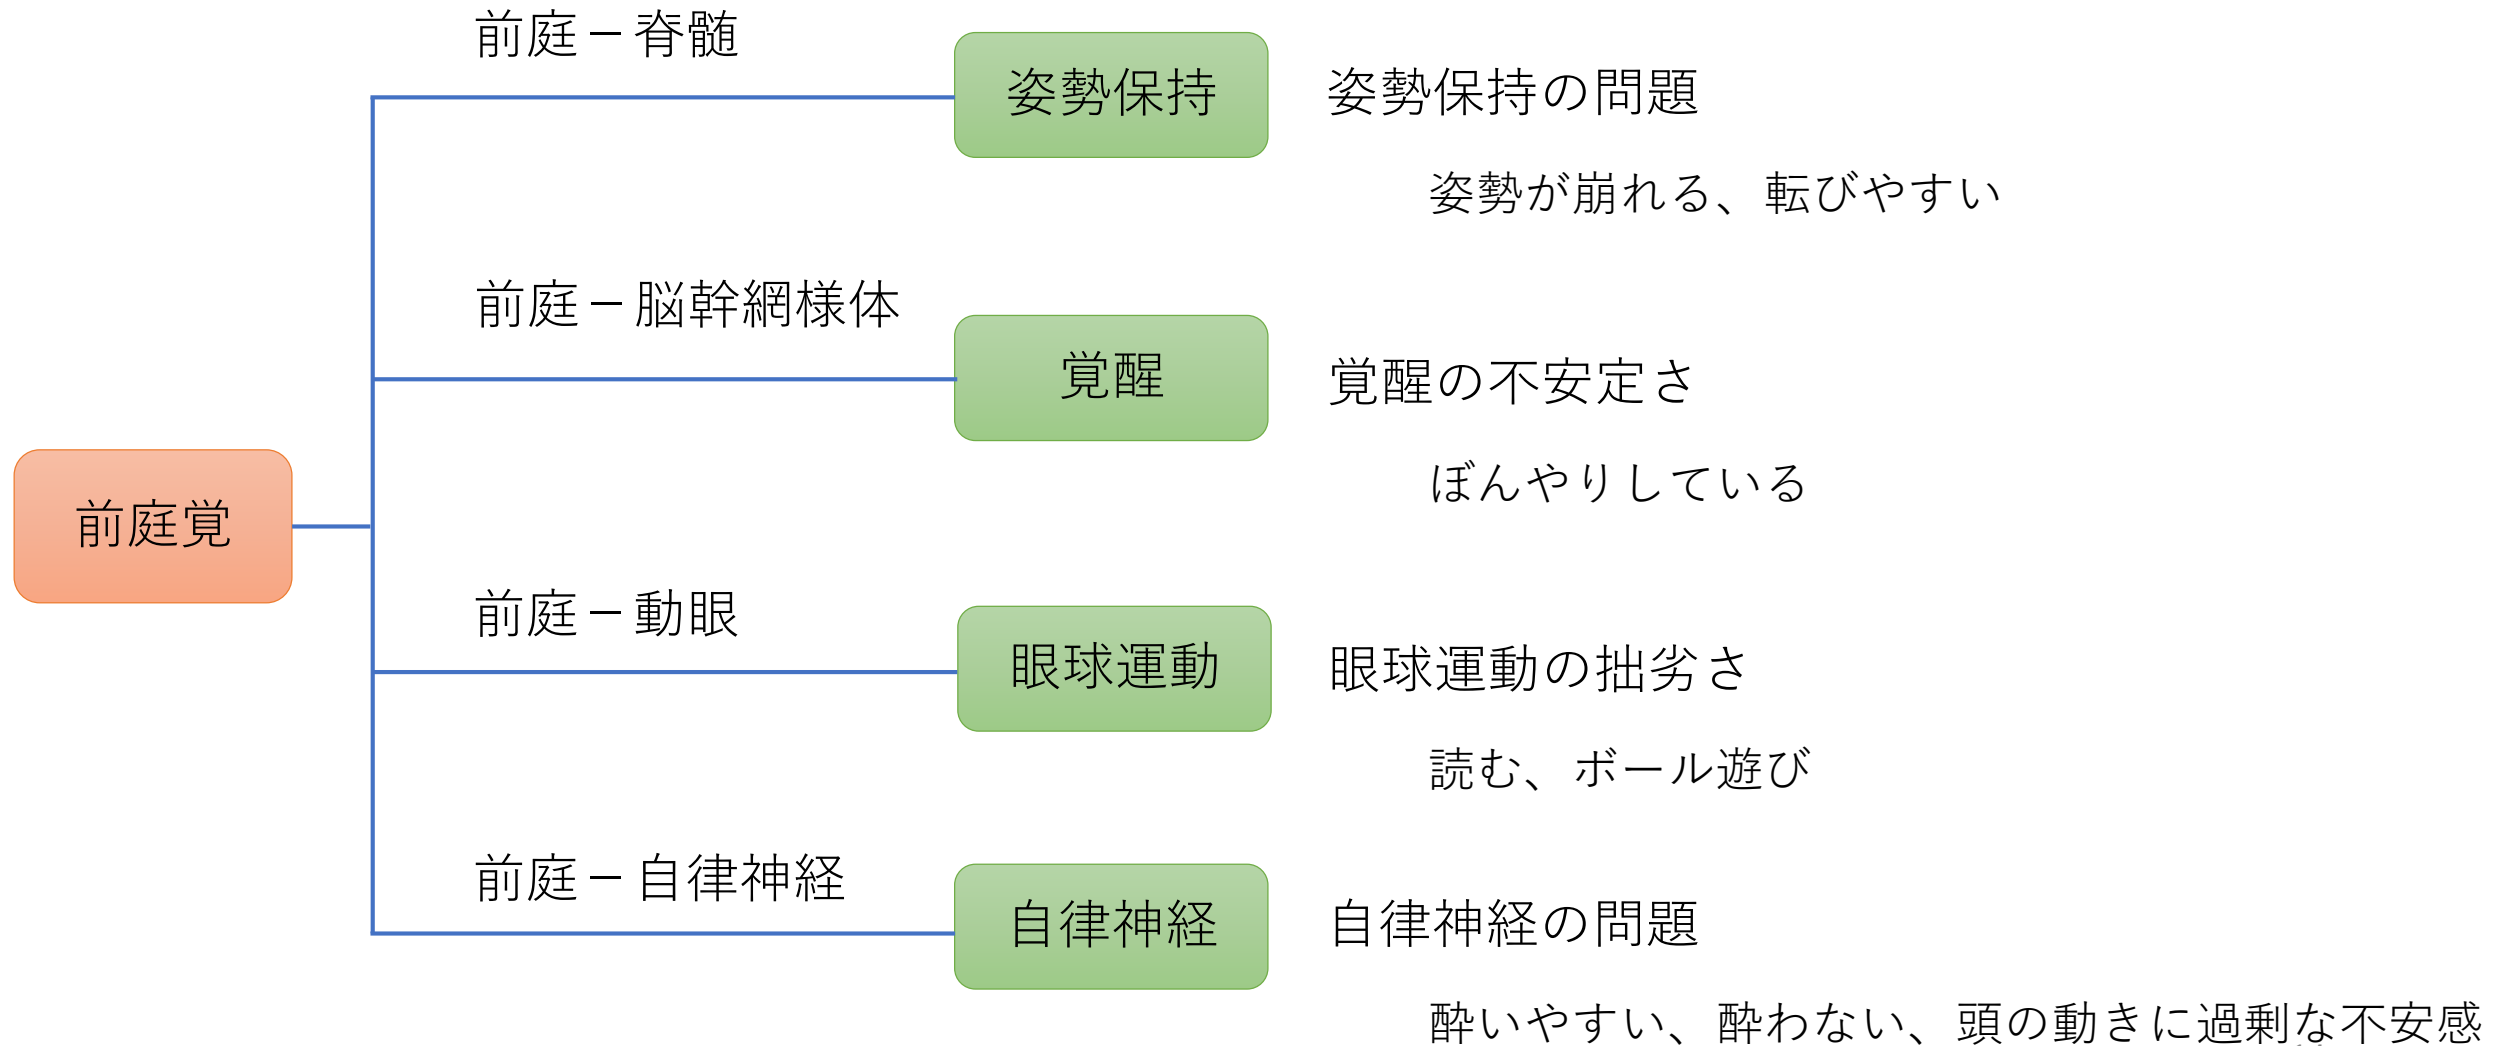 前庭－脊髄
姿勢保持
姿勢保持の問題
姿勢が崩れる、転びやすい
前庭－脳幹網様体
覚醒
覚醒の不安定さ
ぼんやりしている
前庭覚
前庭－動眼
眼球運動
眼球運動の拙劣さ
読む、ボール遊び
前庭－自律神経
自律神経
自律神経の問題
酔いやすい、酔わない、頭の動きに過剰な不安感